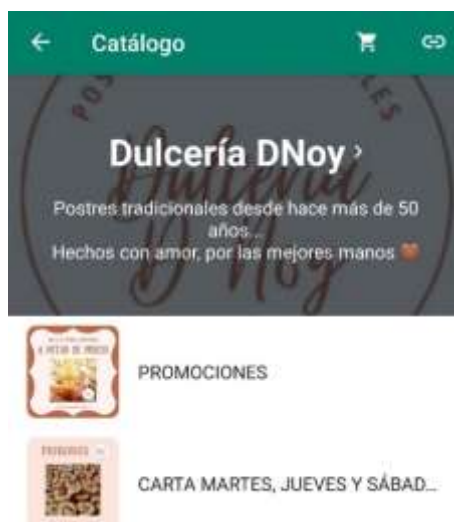 Catálogo
Dulcería DNoy ›
Postres tradicionales desde hace más de 50
años...
Hechos con amor, por las mejores manos 🤎
PROMOCIONES
CARTA MARTES, JUEVES Y SÁBAD...